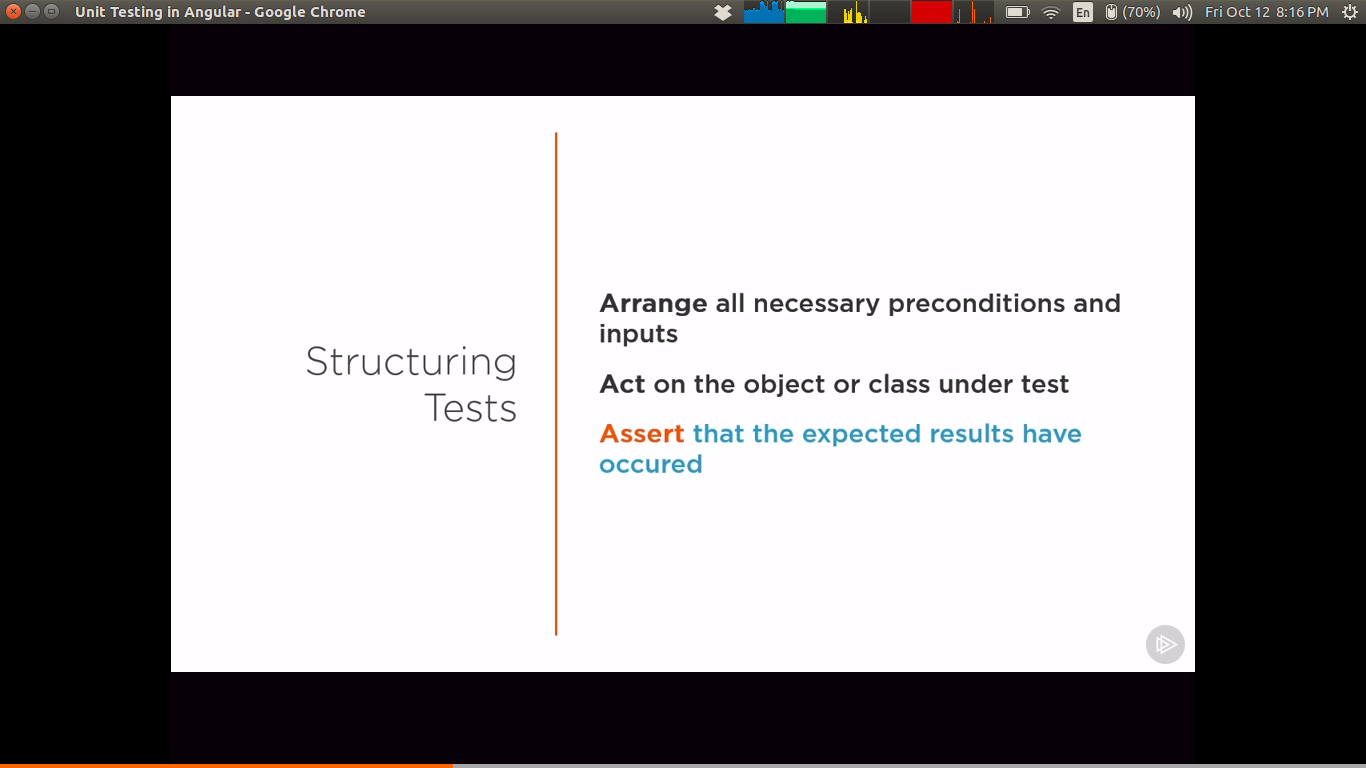 Unit Testing in Angular - Google Chrome
En
(70%)
Fri Oct 12 8:16 PM
Structuring
Tests
Arrange all necessary preconditions and
inputs
Act on the object or class under test
Assert that the expected results have
occured